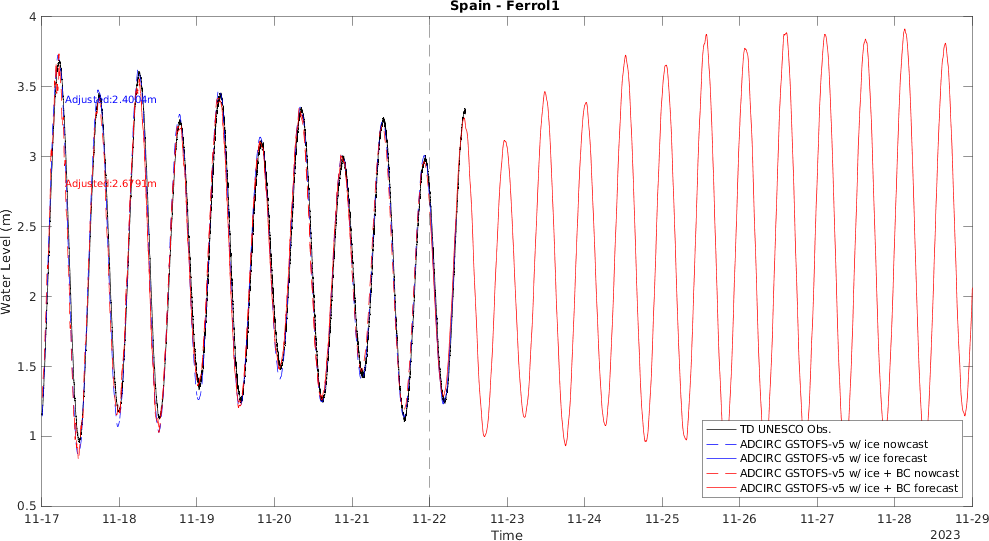 Spain - Ferrol1
4
3.5
3
2.5
2
1.5
1
0.5
Water Level (m)
Adjusted:2.4004m
Adjusted:2.6791m
TD UNESCO Obs.
ADCIRC GSTOFS-v5 w/ ice nowcast
ADCIRC GSTOFS-v5 w/ ice forecast
ADCIRC GSTOFS-v5 w/ ice + BC nowcast
ADCIRC GSTOFS-v5 w/ ice + BC forecast
11-17 11-18 11-19 11-20 11-21 11-22 11-23 11-24 11-25 11-26 11-27 11-28 11-29
Time
2023